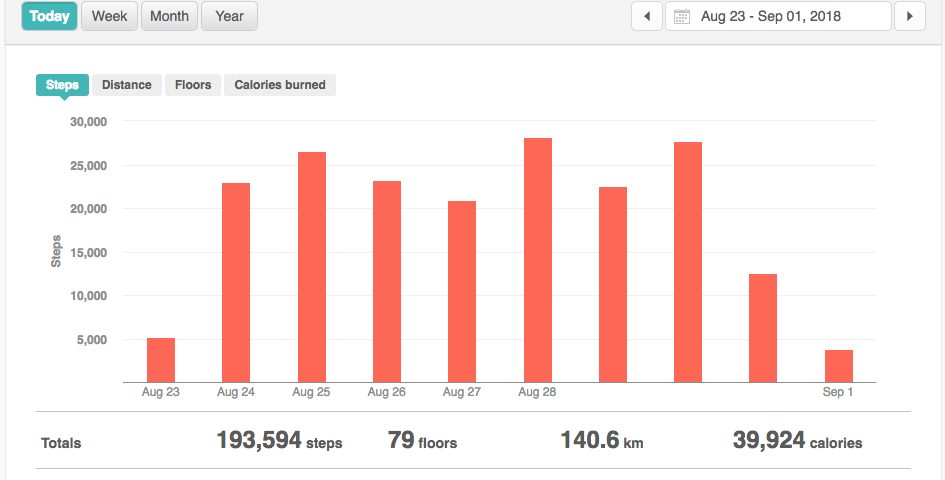 Today Week Month Year Aug 23 - Sep 01, 2018
Steps Distance Floors Calories burned
30,000
25,000
20,000
15,000
10,000
5,000
Steps
Aug 23 Aug 24 Aug 25 Aug 26 Aug 27 Aug 28 Sep 1
Totals 193,594 steps 79 floors 140.6 km 39,924 calories